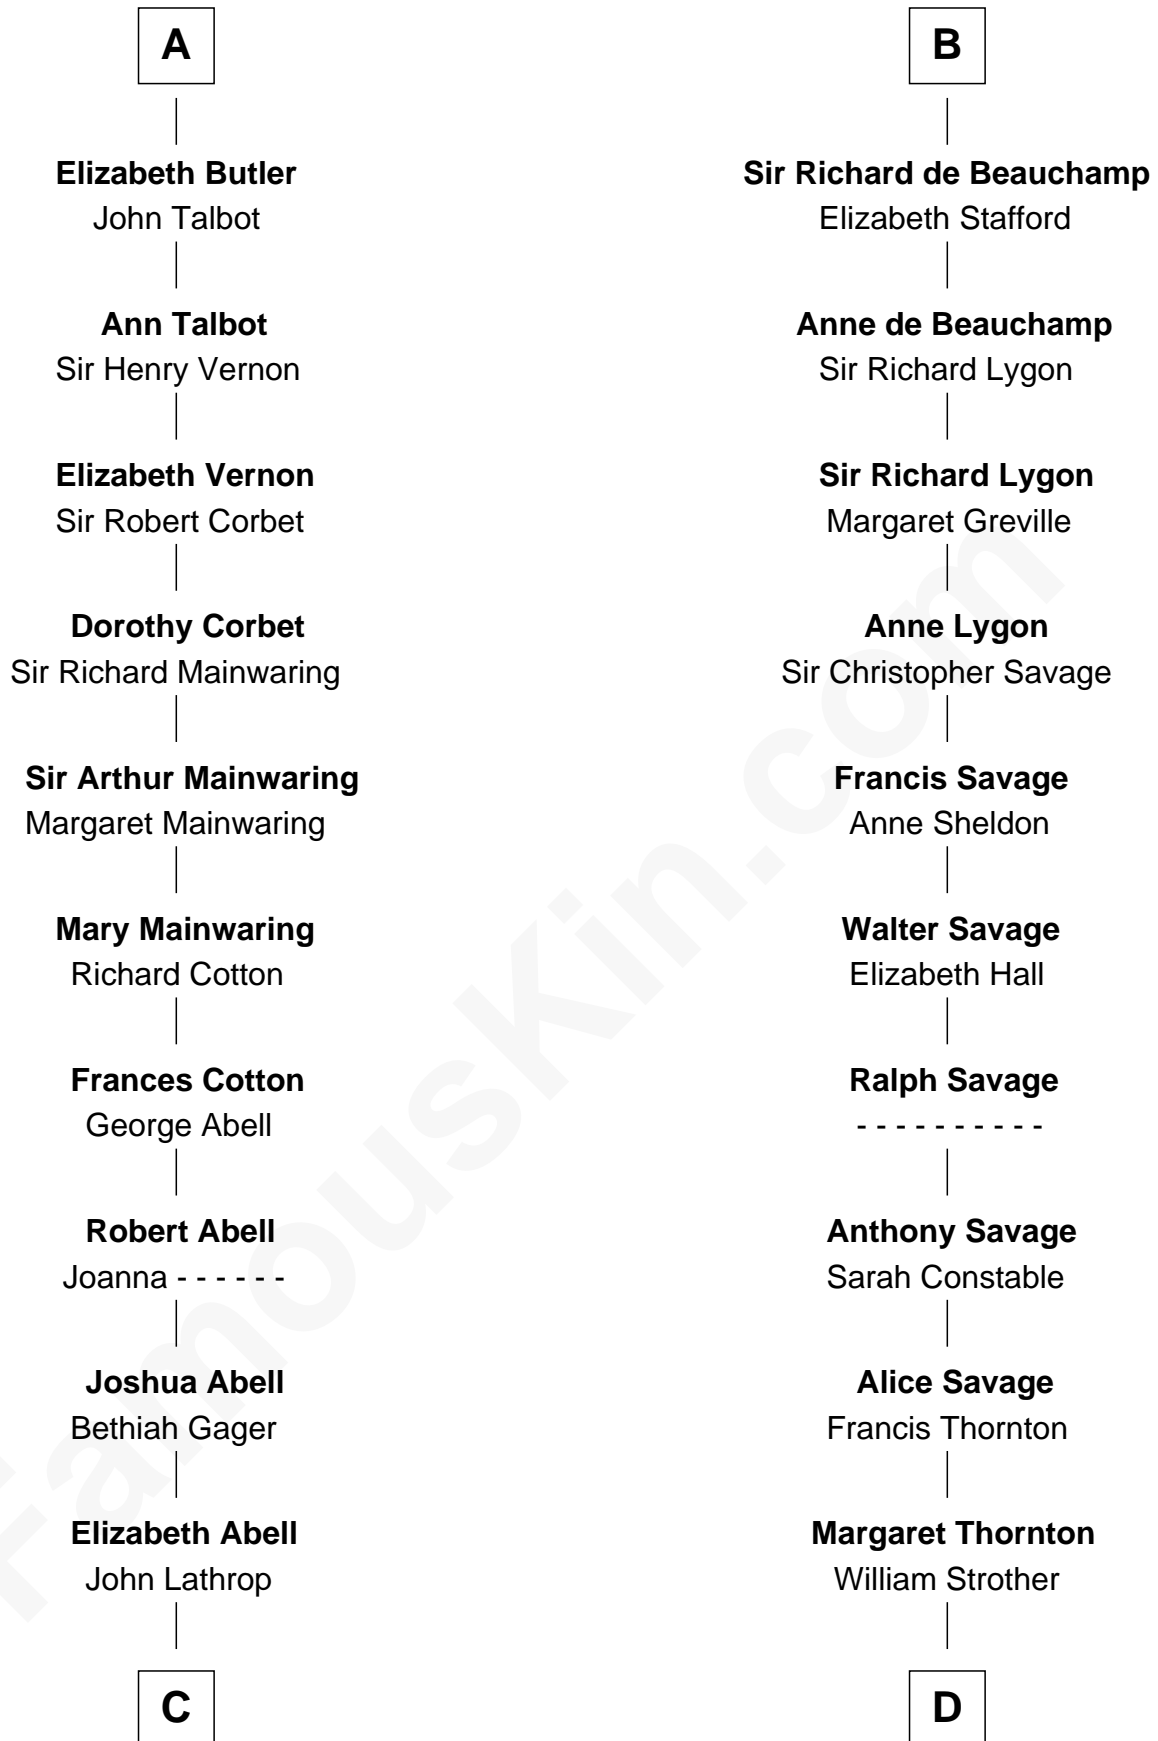 A
Elizabeth Butler
John Talbot
Ann Talbot
Sir Henry Vernon
Elizabeth Vernon
Sir Robert Corbet
Dorothy Corbet
Sir Richard Mainwaring
Sir Arthur Mainwaring
Margaret Mainwaring
Mary Mainwaring
Richard Cotton
Frances Cotton
George Abell
Robert Abell
Joanna - - - - - -
Joshua Abell
Bethiah Gager
Elizabeth Abell
John Lathrop
C
B
Sir Richard de Beauchamp
Elizabeth Stafford
Anne de Beauchamp
Sir Richard Lygon
Sir Richard Lygon
Margaret Greville
Anne Lygon
Sir Christopher Savage
Francis Savage
Anne Sheldon
Walter Savage
Elizabeth Hall
Ralph Savage
- - - - - - - - - -
Anthony Savage
Sarah Constable
Alice Savage
Francis Thornton
Margaret Thornton
William Strother
D
FamousKin.com